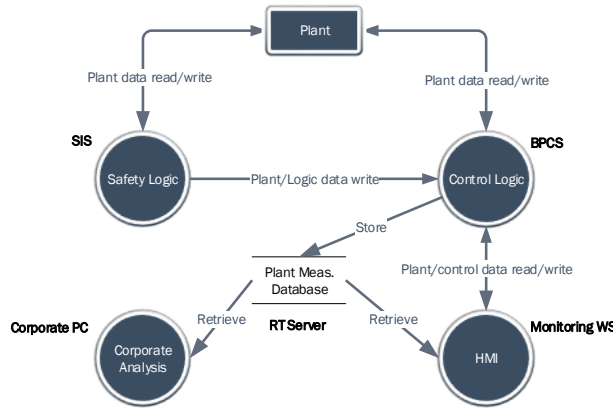 Plant
Plant data read/write
Plant data read/write
SIS
BPCS
Safety Logic
Plant/Logic data write
Control Logic
Store
Plant Meas.
Database
Plant/control data read/write
Retrieve
RT Server
Retrieve
Corporate PC
Corporate
Analysis
HMI
Monitoring WS